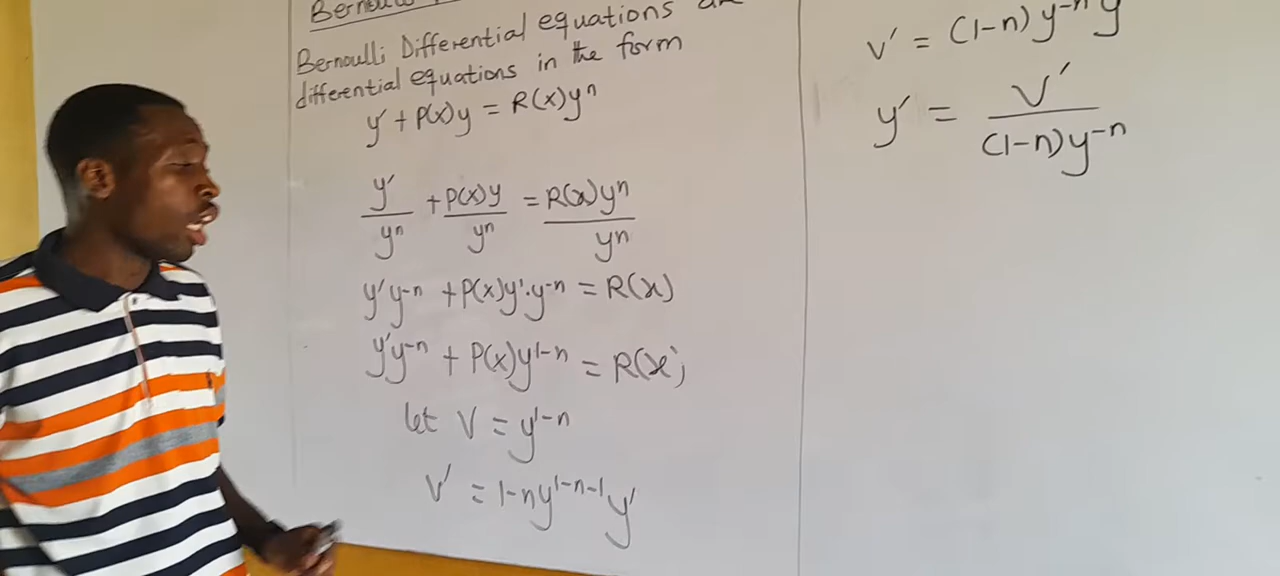 Bernoulli
Bernoulli Differential equations
differential equations in the form
y' + P(x)y = R(x)yⁿ
y'/yⁿ + P(x)y/yⁿ = R(x)yⁿ/yⁿ
y'y⁻ⁿ + P(x)y¹·y⁻ⁿ = R(x)
y'y⁻ⁿ + P(x)y¹⁻ⁿ = R(x)
let V = y¹⁻ⁿ
V' = 1-ny¹⁻ⁿ⁻¹y'
V' = (1-n)y⁻ⁿy
y' = V'/(1-n)y⁻ⁿ